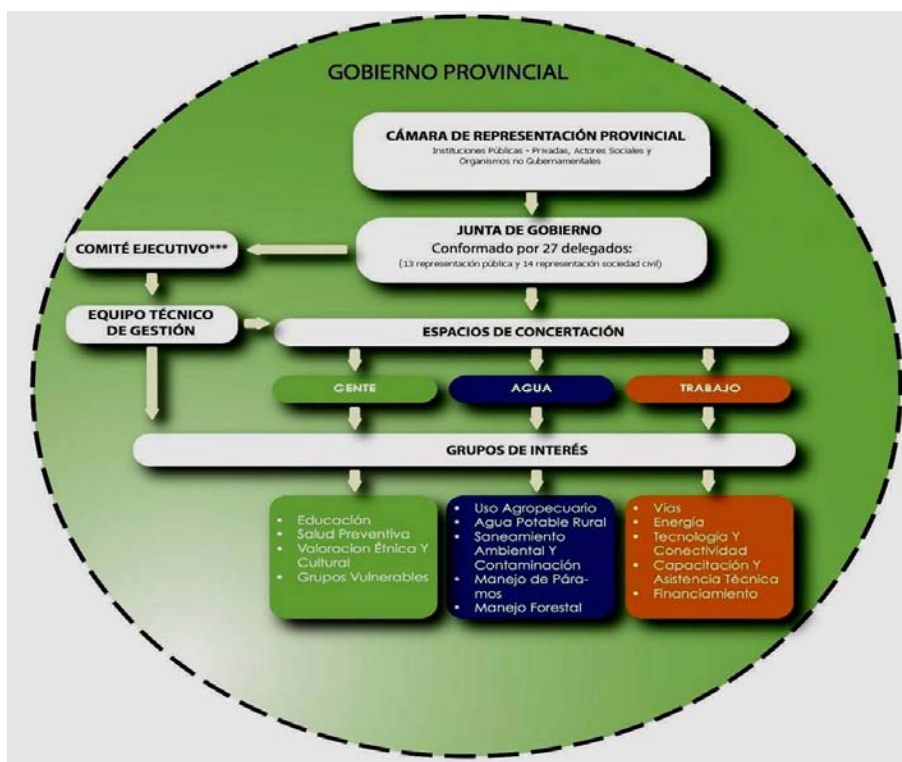 GOBIERNO PROVINCIAL
CÁMARA DE REPRESENTACIÓN PROVINCIAL
Instituciones Públicas - Privadas, Actores Sociales y
Organismos no Gubernamentales
JUNTA DE GOBIERNO
Conformado por 27 delegados:
(13 representación pública y 14 representación sociedad civil)
COMITÉ EJECUTIVO***
EQUIPO TÉCNICO
DE GESTIÓN
ESPACIOS DE CONCERTACIÓN
GENTE
AGUA
TRABAJO
GRUPOS DE INTERÉS
• Educación
• Salud Preventiva
• Valoracion Étnica Y
Cultural
• Grupos Vulnerables
• Uso Agropecuario
• Agua Potable Rural
• Saneamiento
Ambiental Y
Contaminación
• Manejo de Pára-
mos
• Manejo Forestal
• Vías
• Energía
• Tecnología Y
Conectividad
• Capacitación Y
Asistencia Técnica
• Financiamiento